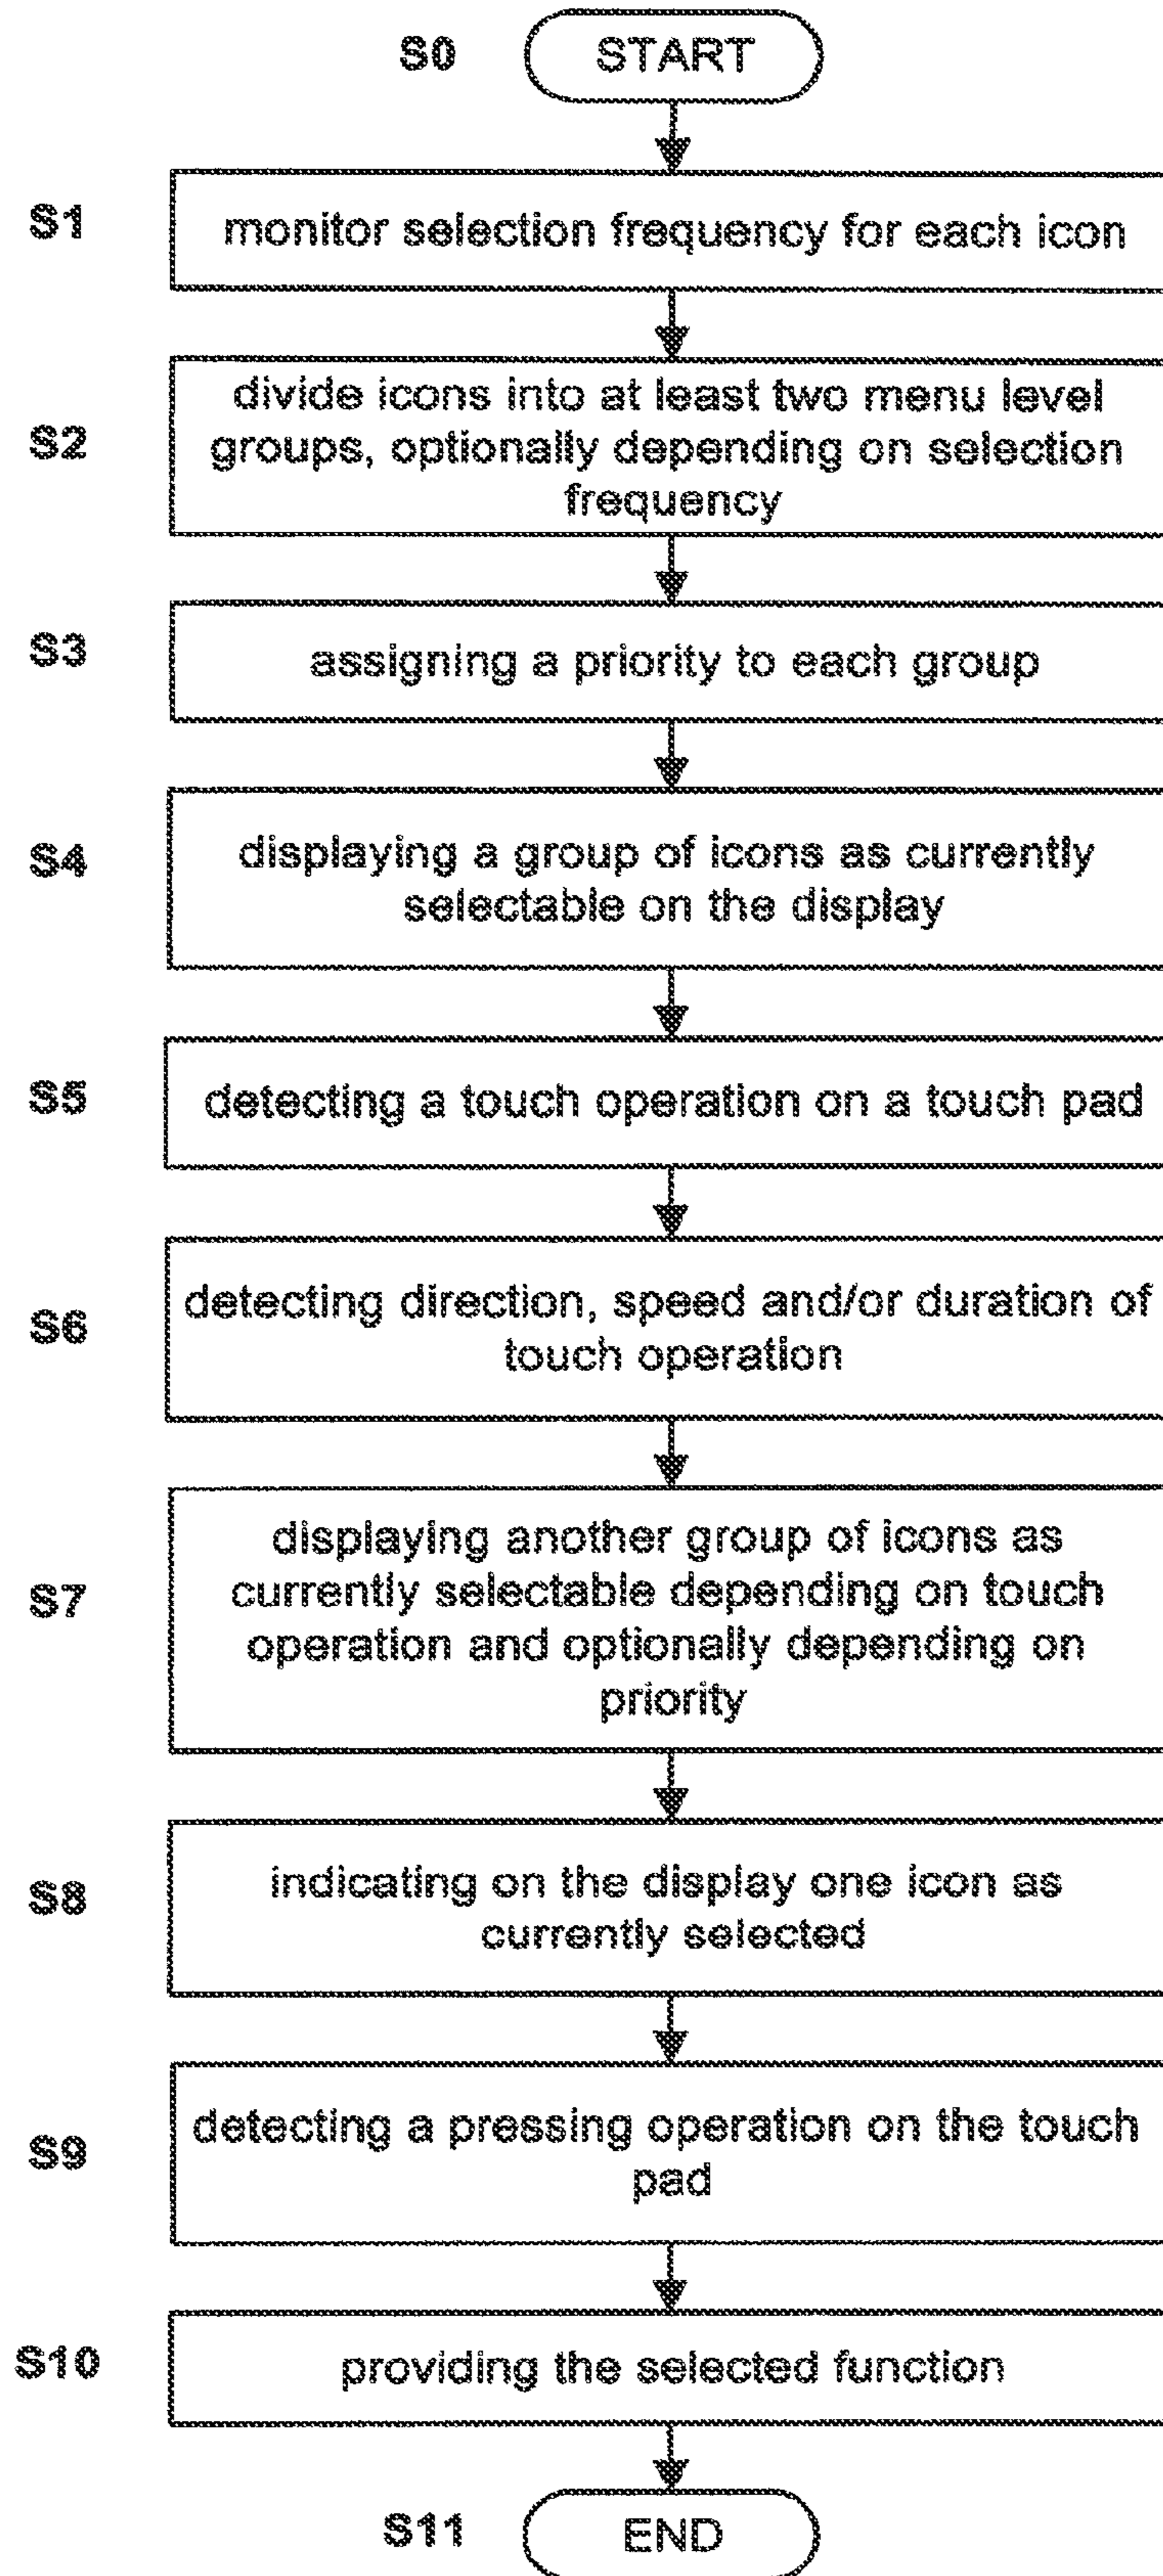 S0 START
S1 monitor selection frequency for each icon
S2 divide icons into at least two menu level
groups, optionally depending on selection
frequency
S3 assigning a priority to each group
S4 displaying a group of icons as currently
selectable on the display
S5 detecting a touch operation on a touch pad
S6 detecting direction, speed and/or duration of
touch operation
S7 displaying another group of icons as
currently selectable depending on touch
operation and optionally depending on
priority
S8 indicating on the display one icon as
currently selected
S9 detecting a pressing operation on the touch
pad
S10 providing the selected function
S11 END